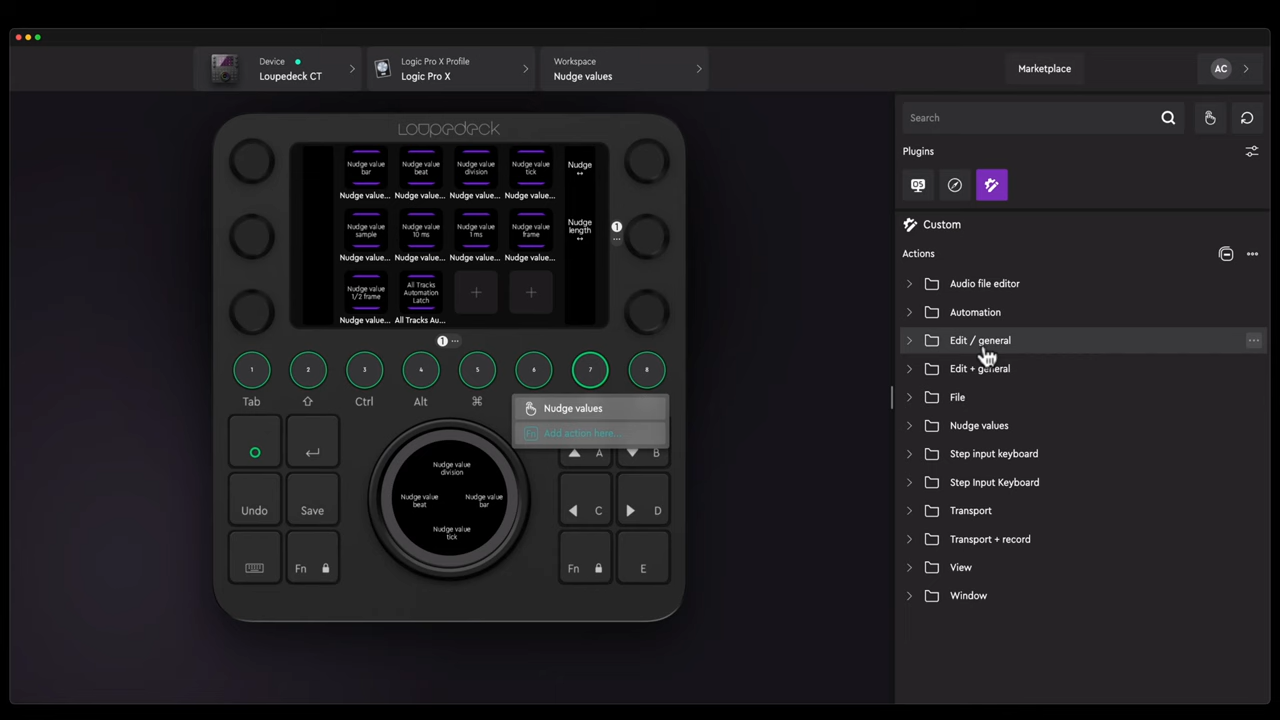 Device
Loupedeck CT
Logic Pro X Profile
Logic Pro X
Workspace
Nudge values
Marketplace
AC
Search
Plugins
OS
Custom
Actions
Audio file editor
Automation
Edit / general
Edit + general
File
Nudge values
Step input keyboard
Step Input Keyboard
Transport
Transport + record
View
Window
Loupedeck
Nudge value
bar
Nudge value
beat
Nudge value
division
Nudge value
tick
Nudge
↔
Nudge value...
Nudge value...
Nudge value...
Nudge value...
Nudge value
sample
Nudge value
10 ms
Nudge value
1 ms
Nudge value
frame
Nudge
length
↔
1
...
Nudge value...
Nudge value...
Nudge value...
Nudge value...
Nudge value
1/2 frame
All Tracks
Automation
Latch
+
+
Nudge value...
All Tracks Au...
1 ...
1 2 3 4 5 6 7 8
Tab
⇧
Ctrl
Alt
⌘
Nudge values
Fn Add action here...
A
B
Undo
Save
C
D
Fn
Fn
E
Nudge value
division
Nudge value
beat
Nudge value
bar
Nudge value
tick